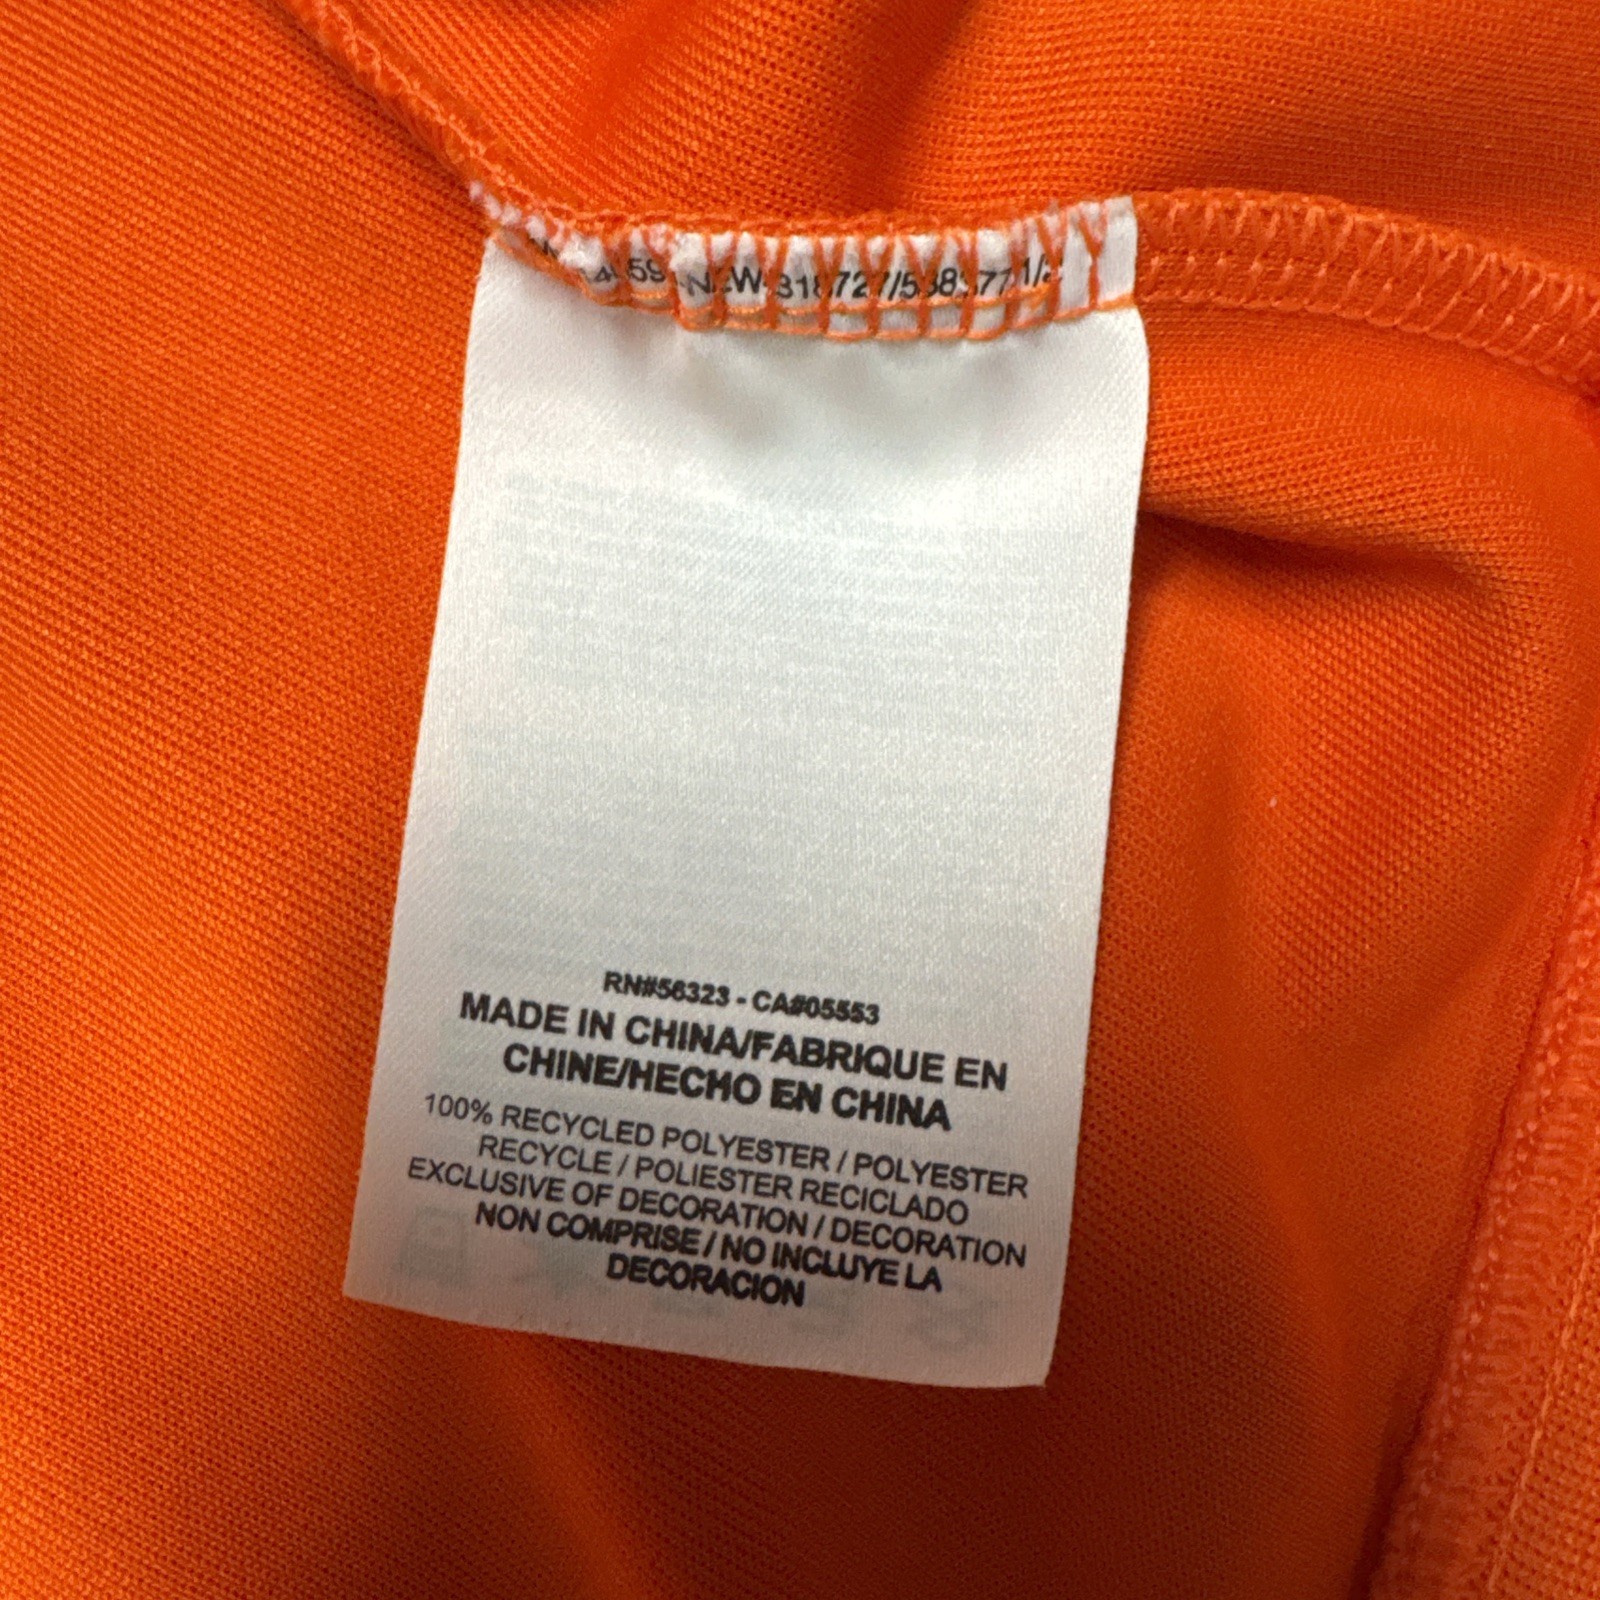 RN#56323 - CA#05553
MADE IN CHINA/FABRIQUE EN
CHINE/HECHO EN CHINA
100% RECYCLED POLYESTER / POLYESTER
RECYCLE / POLIESTER RECICLADO
EXCLUSIVE OF DECORATION / DECORATION
NON COMPRISE / NO INCLUYE LA
DECORACION